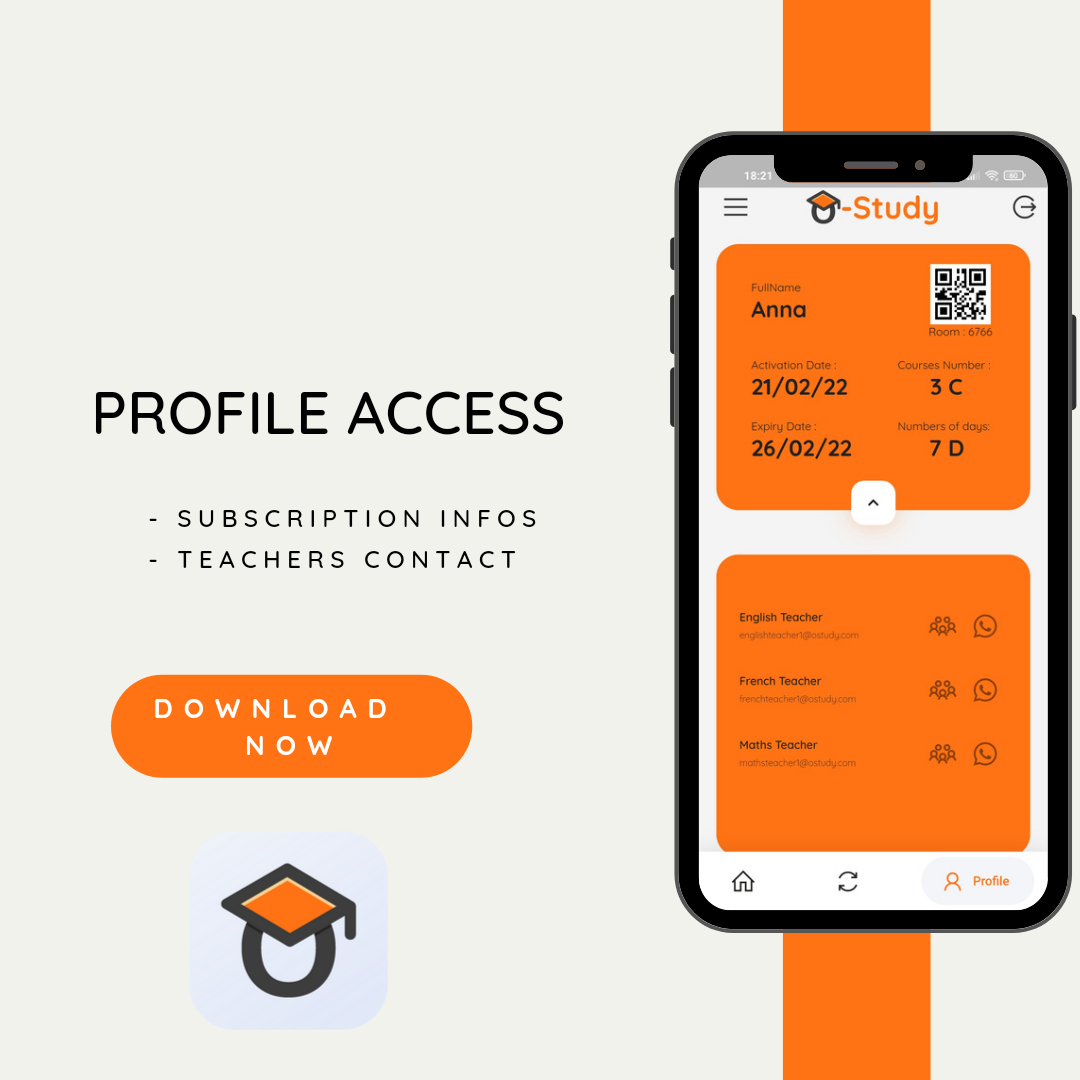 PROFILE ACCESS
- SUBSCRIPTION INFOS
- TEACHERS CONTACT
DOWNLOAD
NOW
18:21
60
O-Study
FullName
Anna
Room : 6766
Activation Date :
Courses Number :
21/02/22
3 C
Expiry Date :
Numbers of days:
26/02/22
7 D
English Teacher
englishteacher1@ostudy.com
French Teacher
frenchteacher1@ostudy.com
Maths Teacher
mathsteacher1@ostudy.com
Profile